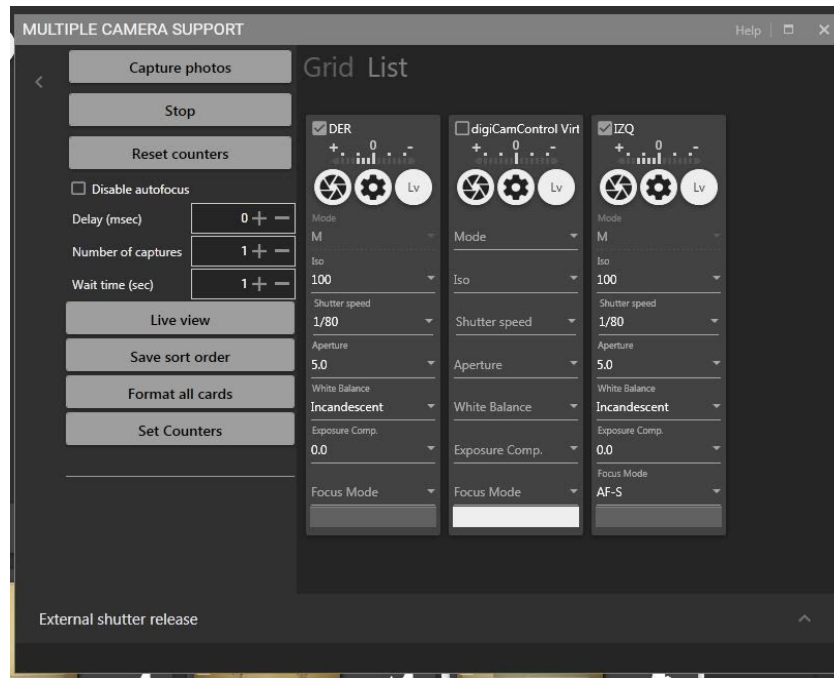 MULTIPLE CAMERA SUPPORT
Help
Capture photos
Stop
Reset counters
Disable autofocus
Delay (msec) 0 + −
Number of captures 1 + −
Wait time (sec) 1 + −
Live view
Save sort order
Format all cards
Set Counters
Grid List
DER
+ . . 0 . . -
Lv
Mode
M
Iso
100
Shutter speed
1/80
Aperture
5.0
White Balance
Incandescent
Exposure Comp.
0.0
Focus Mode
digiCamControl Virt
+ . . 0 . . -
Lv
Mode
Iso
Shutter speed
Aperture
White Balance
Exposure Comp.
Focus Mode
IZQ
+ . . 0 . . -
Lv
Mode
M
Iso
100
Shutter speed
1/80
Aperture
5.0
White Balance
Incandescent
Exposure Comp.
0.0
Focus Mode
AF-S
External shutter release